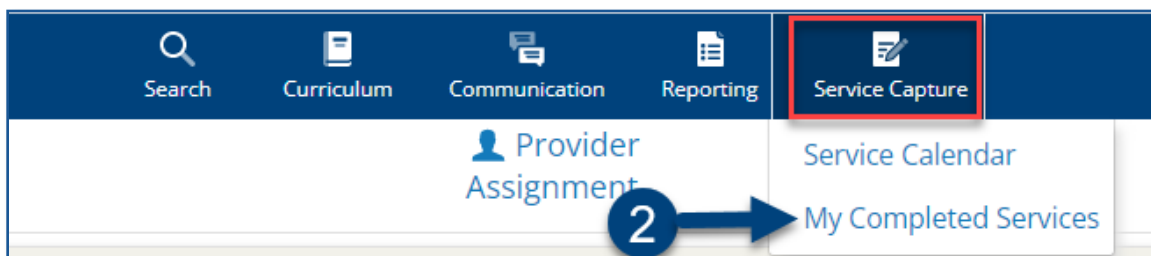 Search Curriculum Communication Reporting Service Capture
Provider
Assignment
Service Calendar
2
My Completed Services